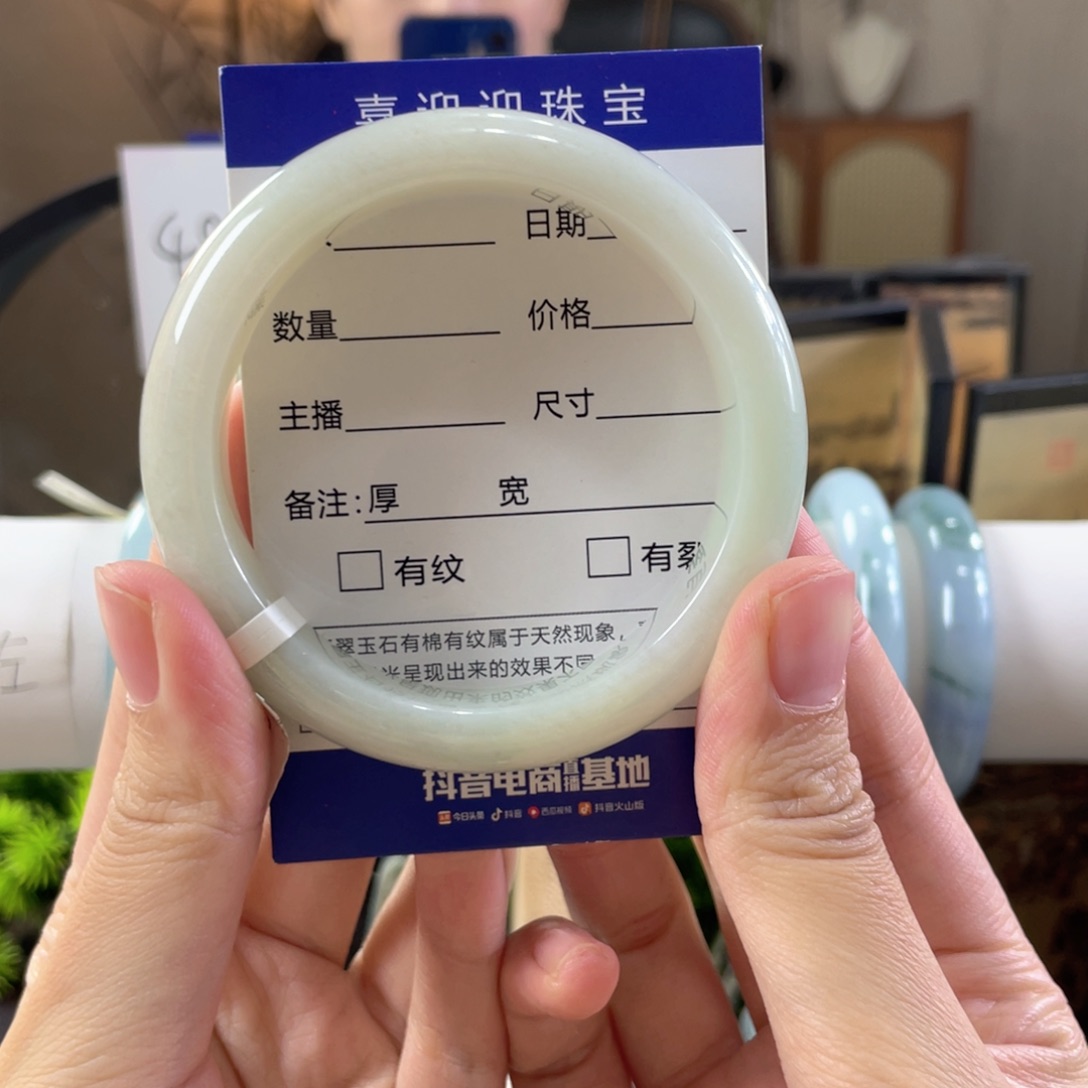 喜迎迎珠宝
日期
数量 价格
主播 尺寸
备注:厚 宽
□有纹 □有裂
翠玉石有棉有纹属于天然现象,
光呈现出来的效果不同
抖音电商直播基地
今日头条 抖音 西瓜视频 抖音火山版